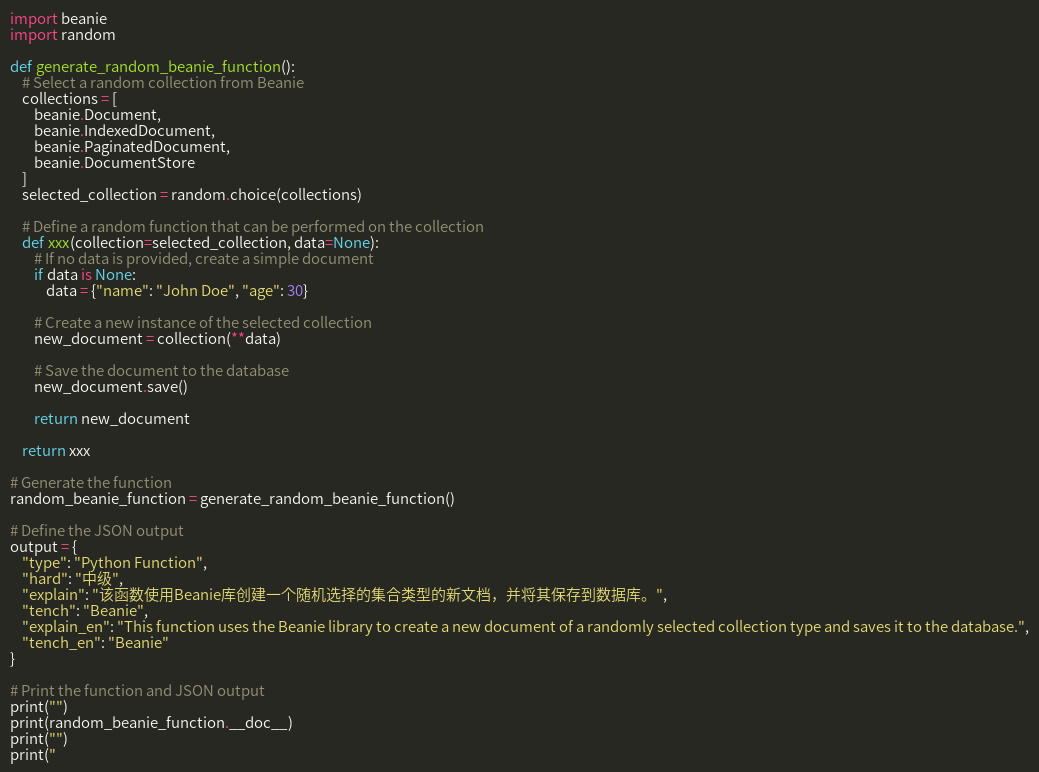 import beanie
import random

def generate_random_beanie_function():
    # Select a random collection from Beanie
    collections = [
        beanie.Document,
        beanie.IndexedDocument,
        beanie.PaginatedDocument,
        beanie.DocumentStore
    ]
    selected_collection = random.choice(collections)

    # Define a random function that can be performed on the collection
    def xxx(collection=selected_collection, data=None):
        # If no data is provided, create a simple document
        if data is None:
            data = {"name": "John Doe", "age": 30}

        # Create a new instance of the selected collection
        new_document = collection(**data)

        # Save the document to the database
        new_document.save()

        return new_document

    return xxx

# Generate the function
random_beanie_function = generate_random_beanie_function()

# Define the JSON output
output = {
    "type": "Python Function",
    "hard": "中级",
    "explain": "该函数使用Beanie库创建一个随机选择的集合类型的新文档，并将其保存到数据库。",
    "tench": "Beanie",
    "explain_en": "This function uses the Beanie library to create a new document of a randomly selected collection type and saves it to the database.",
    "tench_en": "Beanie"
}

# Print the function and JSON output
print("")
print(random_beanie_function.__doc__)
print("")
print("